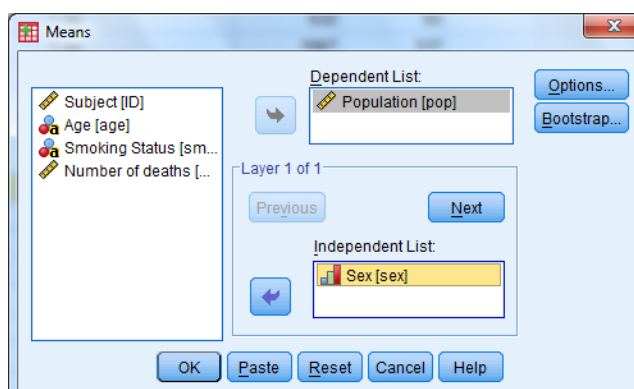 Means
Subject [ID]
Age [age]
Smoking Status [sm...
Number of deaths [...
Dependent List:
Population [pop]
Options...
Bootstrap...
Layer 1 of 1
Previous
Next
Independent List:
Sex [sex]
OK
Paste
Reset
Cancel
Help